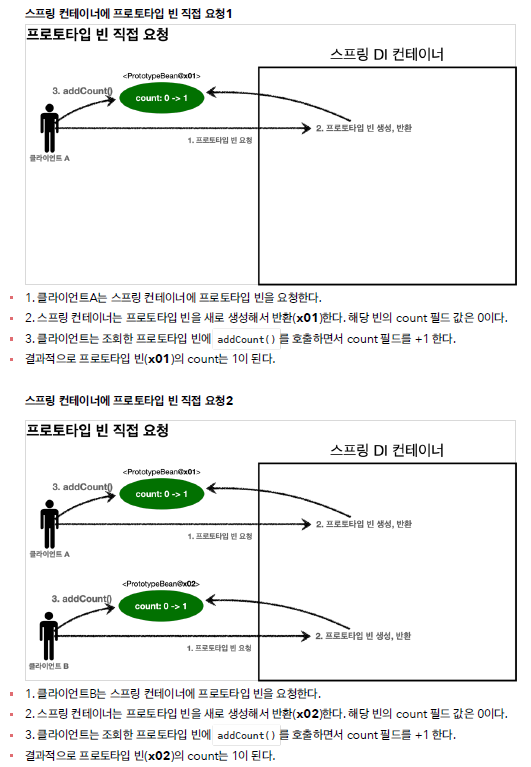 스프링 컨테이너에 프로토타입 빈 직접 요청1
프로토타입 빈 직접 요청
스프링 DI 컨테이너
<PrototypeBean@x01>
3. addCount()
count: 0 -> 1
2. 프로토타입 빈 생성, 반환
1. 프로토타입 빈 요청
클라이언트 A
1. 클라이언트A는 스프링 컨테이너에 프로토타입 빈을 요청한다.
2. 스프링 컨테이너는 프로토타입 빈을 새로 생성해서 반환(x01)한다. 해당 빈의 count 필드 값은 0이다.
3. 클라이언트는 조회한 프로토타입 빈에 addCount() 를 호출하면서 count 필드를 +1 한다.
결과적으로 프로토타입 빈(x01)의 count는 1이 된다.
스프링 컨테이너에 프로토타입 빈 직접 요청2
프로토타입 빈 직접 요청
스프링 DI 컨테이너
<PrototypeBean@x01>
3. addCount()
count: 0 -> 1
2. 프로토타입 빈 생성, 반환
1. 프로토타입 빈 요청
클라이언트 A
<PrototypeBean@x02>
3. addCount()
count: 0 -> 1
2. 프로토타입 빈 생성, 반환
1. 프로토타입 빈 요청
클라이언트 B
1. 클라이언트B는 스프링 컨테이너에 프로토타입 빈을 요청한다.
2. 스프링 컨테이너는 프로토타입 빈을 새로 생성해서 반환(x02)한다. 해당 빈의 count 필드 값은 0이다.
3. 클라이언트는 조회한 프로토타입 빈에 addCount() 를 호출하면서 count 필드를 +1 한다.
결과적으로 프로토타입 빈(x02)의 count는 1이 된다.